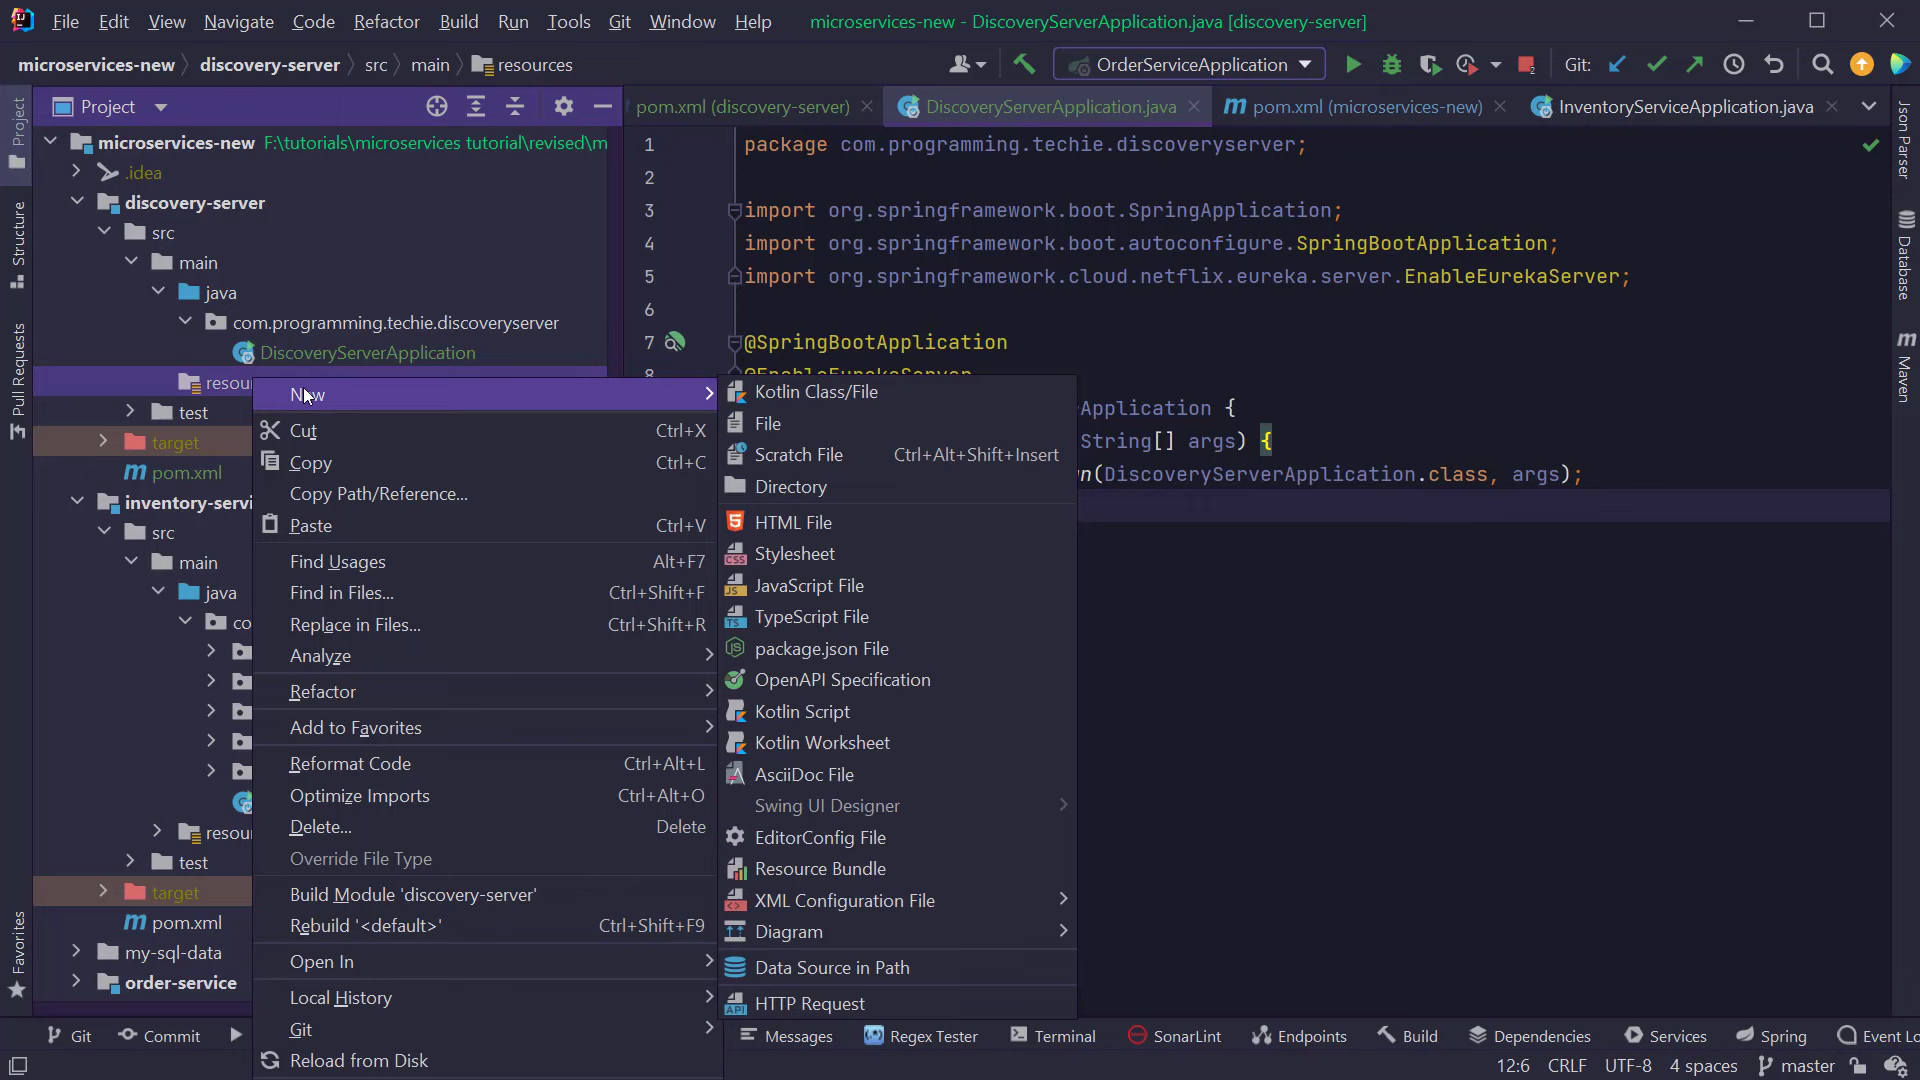 File Edit View Navigate Code Refactor Build Run Tools Git Window Help microservices-new - DiscoveryServerApplication.java [discovery-server]
microservices-new discovery-server src main resources OrderServiceApplication Git:
Project
pom.xml (discovery-server) DiscoveryServerApplication.java pom.xml (microservices-new) InventoryServiceApplication.java
Project
Structure
Pull Requests
Favorites
microservices-new F:\tutorials\microservices tutorial\revised\m
.idea
discovery-server
src
main
java
com.programming.techie.discoveryserver
DiscoveryServerApplication
resou
test
target
pom.xml
inventory-servi
src
main
java
co
resou
test
target
pom.xml
my-sql-data
order-service
New
Cut Ctrl+X
Copy Ctrl+C
Copy Path/Reference...
Paste Ctrl+V
Find Usages Alt+F7
Find in Files... Ctrl+Shift+F
Replace in Files... Ctrl+Shift+R
Analyze
Refactor
Add to Favorites
Reformat Code Ctrl+Alt+L
Optimize Imports Ctrl+Alt+O
Delete... Delete
Override File Type
Build Module 'discovery-server'
Rebuild '<default>' Ctrl+Shift+F9
Open In
Local History
Git
Reload from Disk
Kotlin Class/File
File
Scratch File Ctrl+Alt+Shift+Insert
Directory
HTML File
Stylesheet
JavaScript File
TypeScript File
package.json File
OpenAPI Specification
Kotlin Script
Kotlin Worksheet
AsciiDoc File
Swing UI Designer
EditorConfig File
Resource Bundle
XML Configuration File
Diagram
Data Source in Path
HTTP Request
1 package com.programming.techie.discoveryserver;
2
3 import org.springframework.boot.SpringApplication;
4 import org.springframework.boot.autoconfigure.SpringBootApplication;
5 import org.springframework.cloud.netflix.eureka.server.EnableEurekaServer;
6
7 @SpringBootApplication
8 @EnableEurekaServer
Application {
String[] args) {
n(DiscoveryServerApplication.class, args);
Json Parser
Database
Maven
Git Commit Messages Regex Tester Terminal SonarLint Endpoints Build Dependencies Services Spring Event Lo
12:6 CRLF UTF-8 4 spaces master